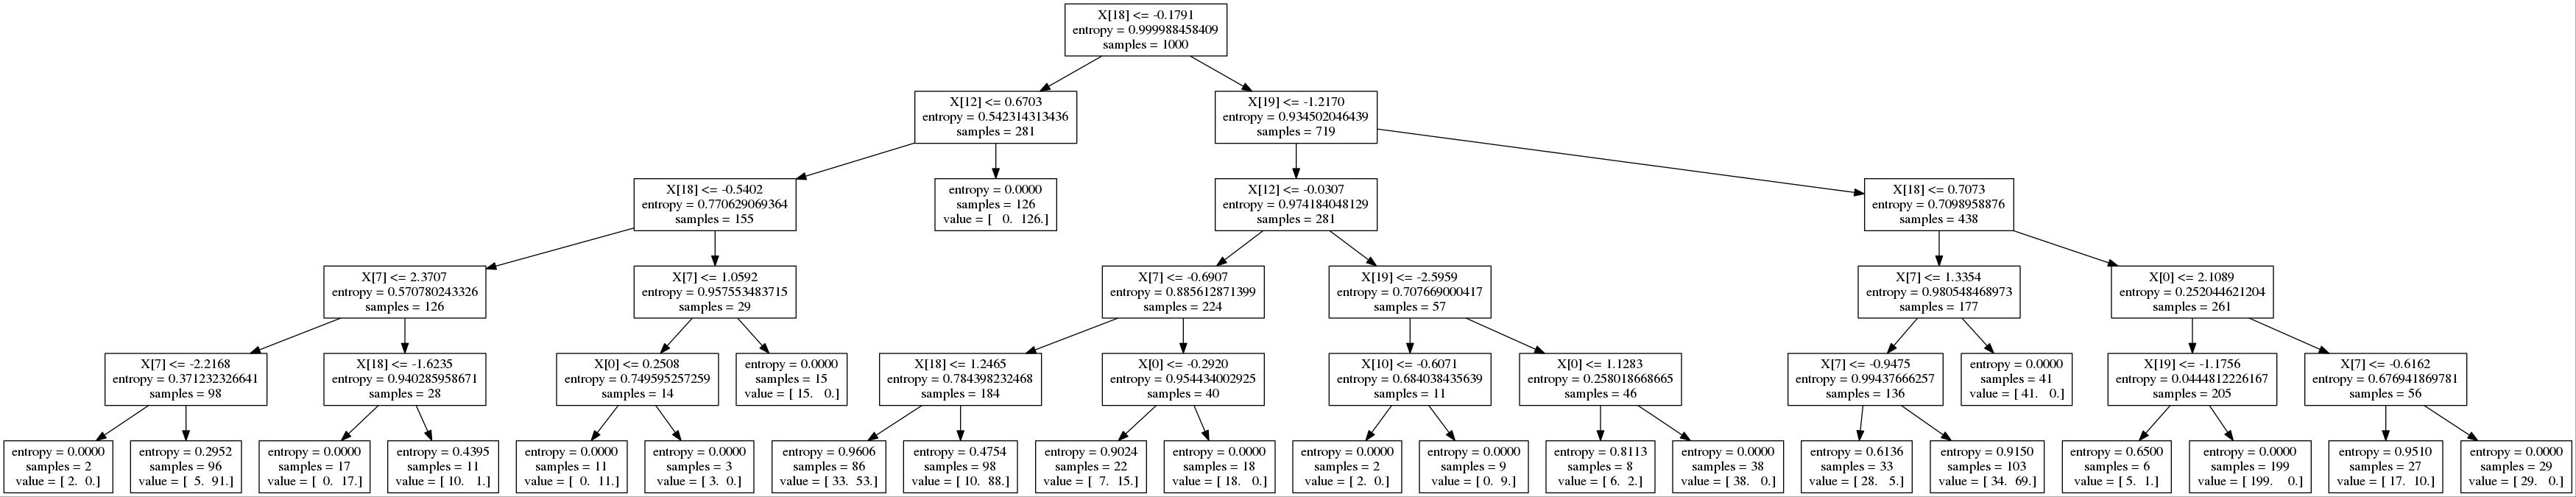 X[18] <= -0.1791
entropy = 0.999988458409
samples = 1000
X[12] <= 0.6703
entropy = 0.542314313436
samples = 281
X[19] <= -1.2170
entropy = 0.934502046439
samples = 719
X[18] <= -0.5402
entropy = 0.770629069364
samples = 155
entropy = 0.0000
samples = 126
value = [   0.  126.]
X[12] <= -0.0307
entropy = 0.974184048129
samples = 281
X[18] <= 0.7073
entropy = 0.7098958876
samples = 438
X[7] <= 2.3707
entropy = 0.570780243326
samples = 126
X[7] <= 1.0592
entropy = 0.957553483715
samples = 29
X[7] <= -0.6907
entropy = 0.885612871399
samples = 224
X[19] <= -2.5959
entropy = 0.707669000417
samples = 57
X[7] <= 1.3354
entropy = 0.980548468973
samples = 177
X[0] <= 2.1089
entropy = 0.252044621204
samples = 261
X[7] <= -2.2168
entropy = 0.371232326641
samples = 98
X[18] <= -1.6235
entropy = 0.940285958671
samples = 28
X[0] <= 0.2508
entropy = 0.749595257259
samples = 14
entropy = 0.0000
samples = 15
value = [ 15.   0.]
X[18] <= 1.2465
entropy = 0.784398232468
samples = 184
X[0] <= -0.2920
entropy = 0.954434002925
samples = 40
X[10] <= -0.6071
entropy = 0.684038435639
samples = 11
X[0] <= 1.1283
entropy = 0.258018668665
samples = 46
X[7] <= -0.9475
entropy = 0.99437666257
samples = 136
entropy = 0.0000
samples = 41
value = [ 41.   0.]
X[19] <= -1.1756
entropy = 0.0444812226167
samples = 205
X[7] <= -0.6162
entropy = 0.676941869781
samples = 56
entropy = 0.0000
samples = 2
value = [ 2.  0.]
entropy = 0.2952
samples = 96
value = [  5.  91.]
entropy = 0.0000
samples = 17
value = [  0.  17.]
entropy = 0.4395
samples = 11
value = [ 10.   1.]
entropy = 0.0000
samples = 11
value = [  0.  11.]
entropy = 0.0000
samples = 3
value = [ 3.  0.]
entropy = 0.9606
samples = 86
value = [ 33.  53.]
entropy = 0.4754
samples = 98
value = [ 10.  88.]
entropy = 0.9024
samples = 22
value = [  7.  15.]
entropy = 0.0000
samples = 18
value = [ 18.   0.]
entropy = 0.0000
samples = 2
value = [ 2.  0.]
entropy = 0.0000
samples = 9
value = [ 0.  9.]
entropy = 0.8113
samples = 8
value = [ 6.  2.]
entropy = 0.0000
samples = 38
value = [ 38.   0.]
entropy = 0.6136
samples = 33
value = [ 28.   5.]
entropy = 0.9150
samples = 103
value = [ 34.  69.]
entropy = 0.6500
samples = 6
value = [ 5.  1.]
entropy = 0.0000
samples = 199
value = [ 199.   0.]
entropy = 0.9510
samples = 27
value = [ 17.  10.]
entropy = 0.0000
samples = 29
value = [ 29.   0.]